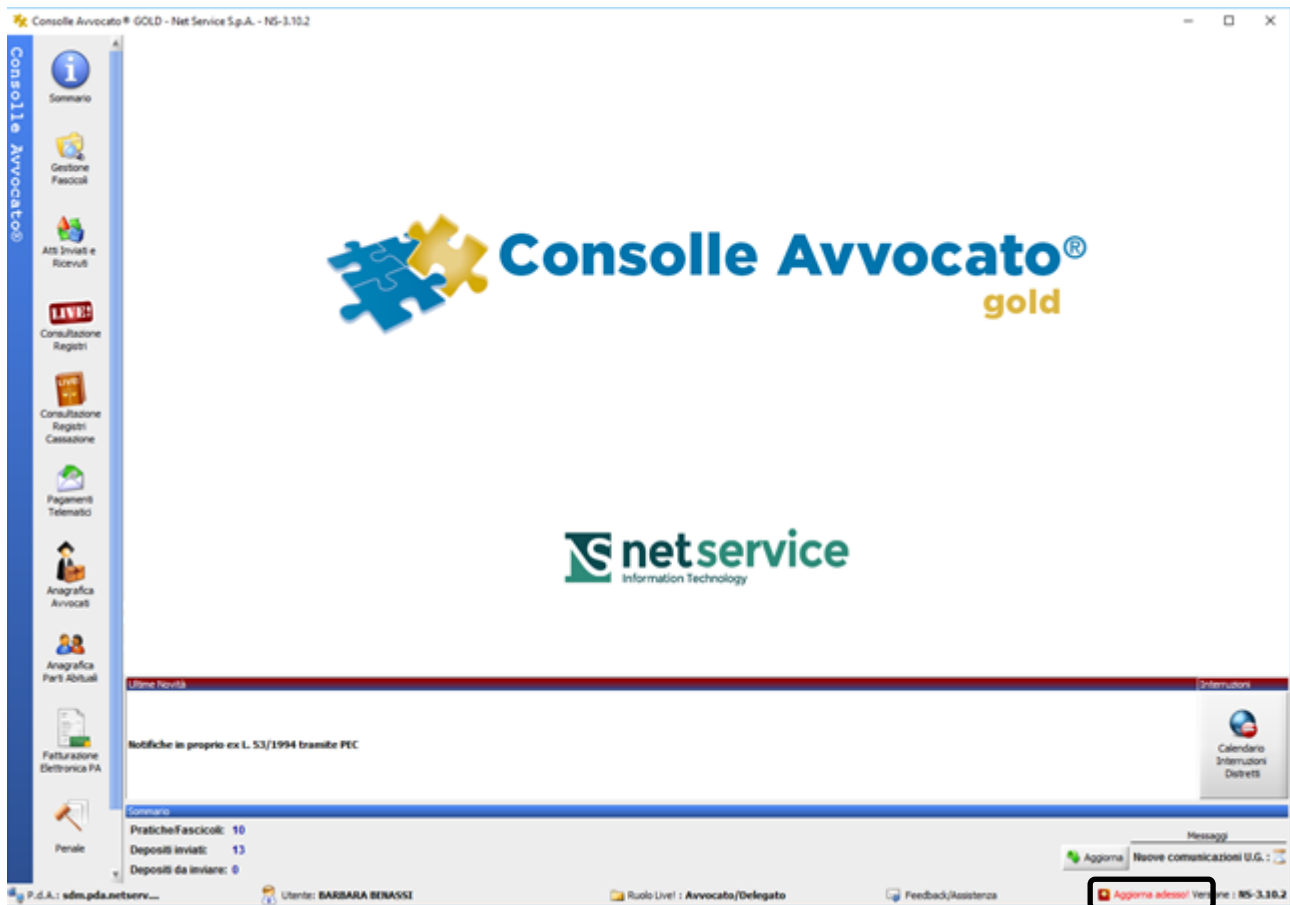 Consolle Avvocato® GOLD - Net Service S.p.A. - NS-3.10.2
Consolle Avvocato®
Sommario
Gestione
Fascicoli
Atti Inviati e
Ricevuti
LIVE!
Consultazione
Registri
LIVE!
Consultazione
Registri
Cassazione
Pagamenti
Telematici
Anagrafica
Avvocati
Anagrafica
Parti Abituali
Fatturazione
Elettronica PA
Penale
Consolle Avvocato®
gold
NS netservice
Information Technology
Ultime Novità
Interruzioni
Notifiche in proprio ex L. 53/1994 tramite PEC
Calendario
Interruzioni
Distretti
Sommario
Pratiche/Fascicoli: 10
Depositi inviati: 13
Depositi da inviare: 0
Messaggi
Aggiorna
Nuove comunicazioni U.G. :
P.d.A.: sdm.pda.netserv...
Utente: BARBARA BENASSI
Ruolo Live! : Avvocato/Delegato
Feedback/Assistenza
Aggiorna adesso!
Versione : NS-3.10.2